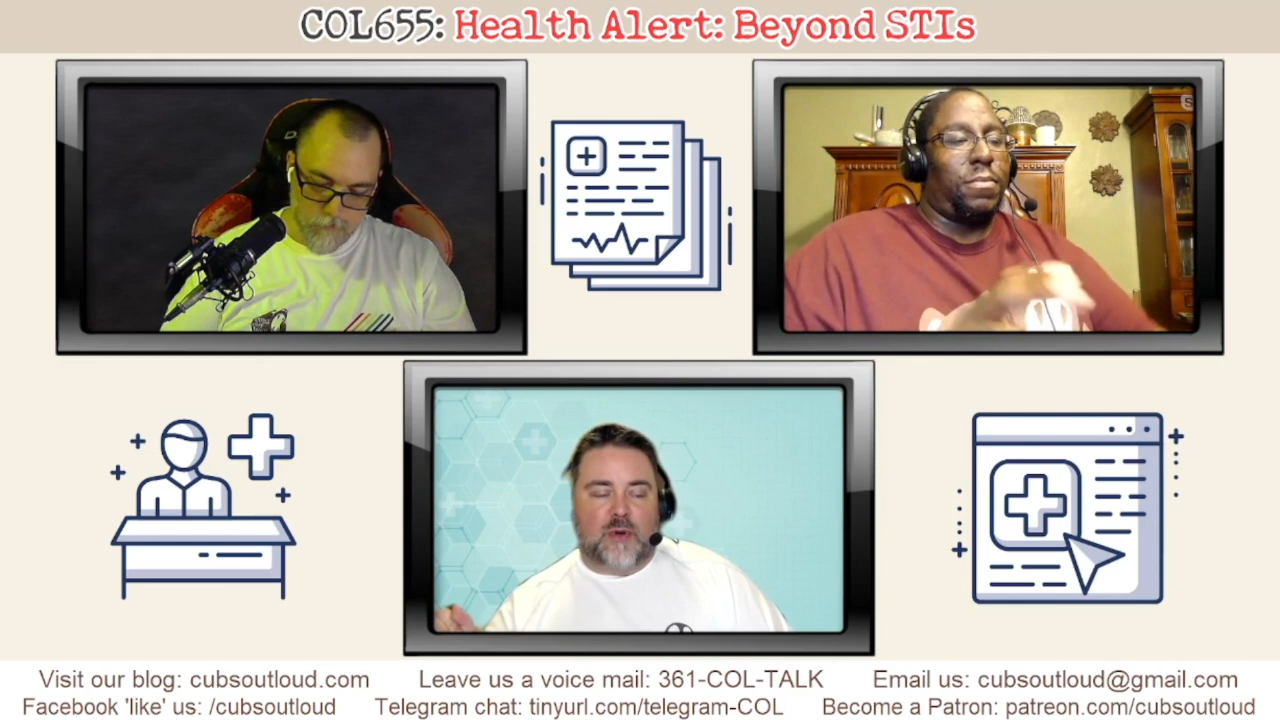 COL655: Health Alert: Beyond STIs
Visit our blog: cubsoutloud.com Leave us a voice mail: 361-COL-TALK Email us: cubsoutloud@gmail.com
Facebook 'like' us: /cubsoutloud Telegram chat: tinyurl.com/telegram-COL Become a Patron: patreon.com/cubsoutloud